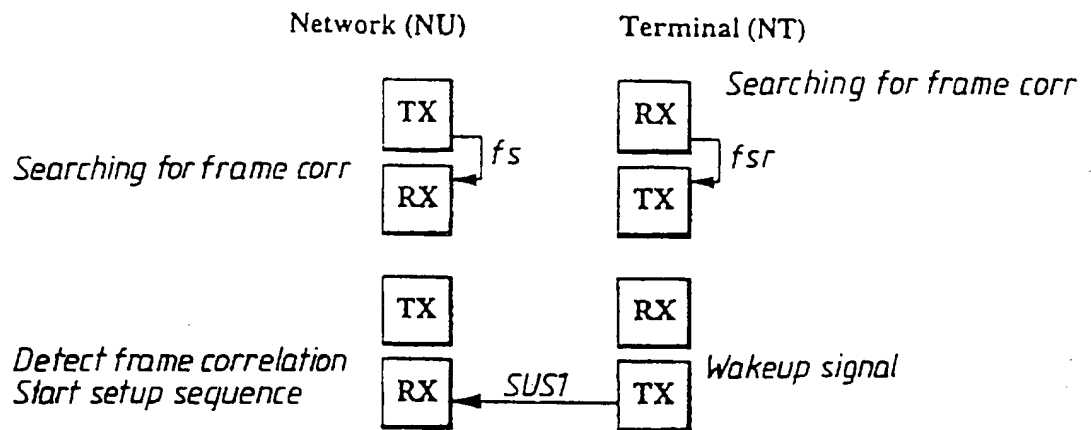 Network (NU)
Terminal (NT)
TX
RX
Searching for frame corr
fs
fsr
Searching for frame corr
RX
TX
TX
RX
Detect frame correlation
Start setup sequence
RX
SUS1
TX
Wakeup signal